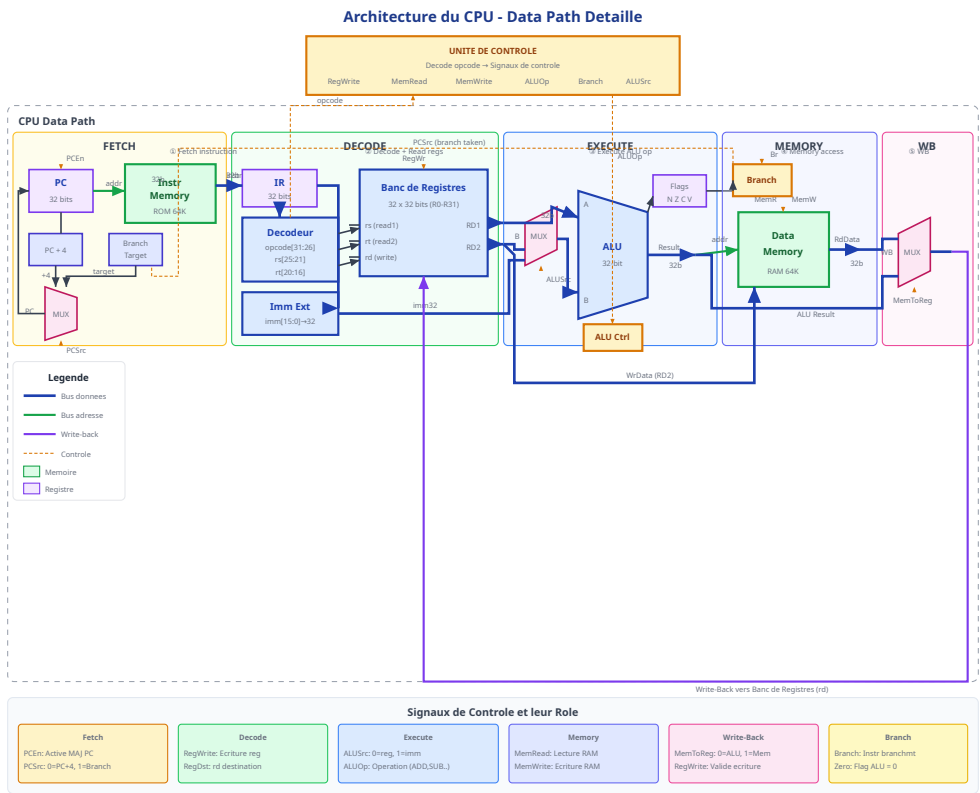 Architecture du CPU - Data Path Detaille
UNITE DE CONTROLE
Decode opcode → Signaux de controle
RegWrite MemRead MemWrite ALUOp Branch ALUSrc
opcode
CPU Data Path
FETCH
DECODE
EXECUTE
MEMORY
WB
① Fetch instruction
② Decode + Read regs
③ Execute ALU op
④ Memory access
⑤ WB
PCSrc (branch taken)
PCEn
PC
32 bits
addr
32b
Instr
Memory
ROM 64K
PC + 4
Branch
Target
+4
target
PC
MUX
PCSrc
IR
32 bits
Decodeur
opcode[31:26]
rs[25:21]
rt[20:16]
Imm Ext
imm[15:0]→32
RegWr
Banc de Registres
32 x 32 bits (R0-R31)
rs (read1)
rt (read2)
rd (write)
RD1
RD2
imm32
32b
B
MUX
ALUSrc
ALUOp
A
ALU
32-bit
B
ALU Ctrl
Flags
N Z C V
Result
32b
Br
Branch
MemR
MemW
addr
Data
Memory
RAM 64K
RdData
32b
ALU Result
WrData (RD2)
WB
MUX
MemToReg
Legende
Bus donnees
Bus adresse
Write-back
Controle
Memoire
Registre
Write-Back vers Banc de Registres (rd)
Signaux de Controle et leur Role
Fetch
PCEn: Active MAJ PC
PCSrc: 0=PC+4, 1=Branch
Decode
RegWrite: Ecriture reg
RegDst: rd destination
Execute
ALUSrc: 0=reg, 1=imm
ALUOp: Operation (ADD,SUB..)
Memory
MemRead: Lecture RAM
MemWrite: Ecriture RAM
Write-Back
MemToReg: 0=ALU, 1=Mem
RegWrite: Valide ecriture
Branch
Branch: Instr branchmt
Zero: Flag ALU = 0